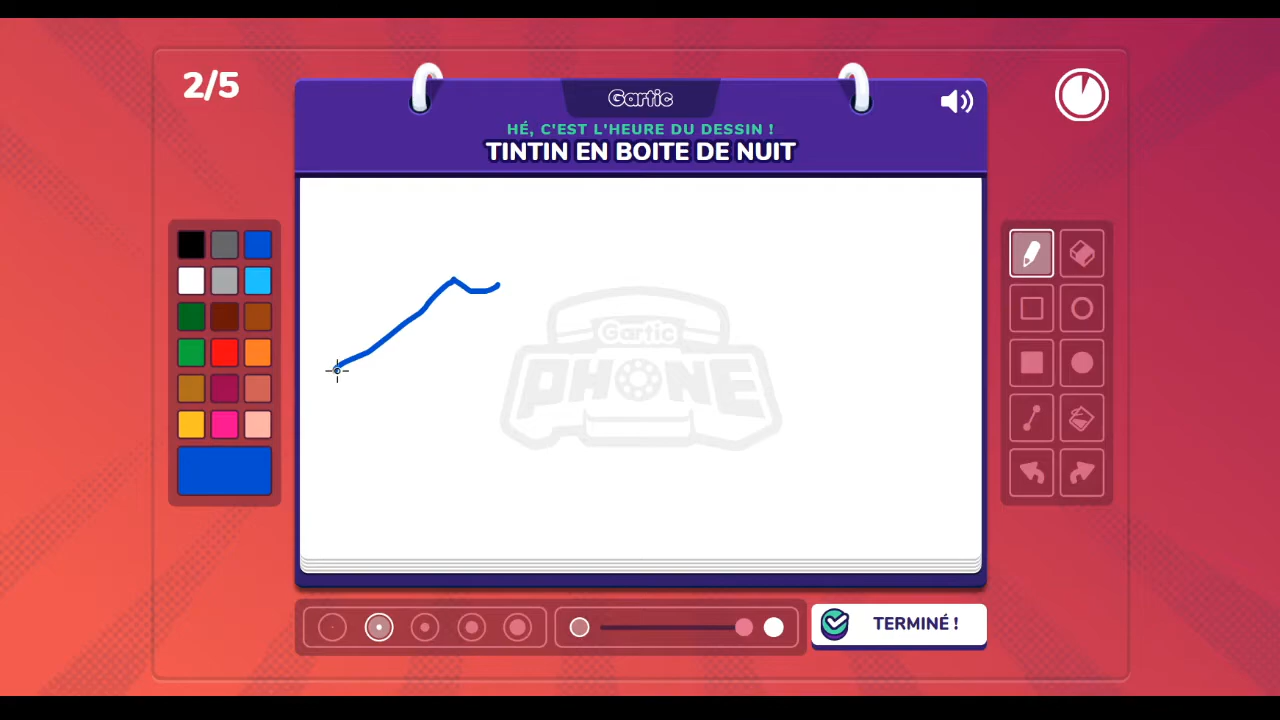 2/5
Gartic
HÉ, C'EST L'HEURE DU DESSIN !
TINTIN EN BOITE DE NUIT
Gartic
PHONE
TERMINÉ !